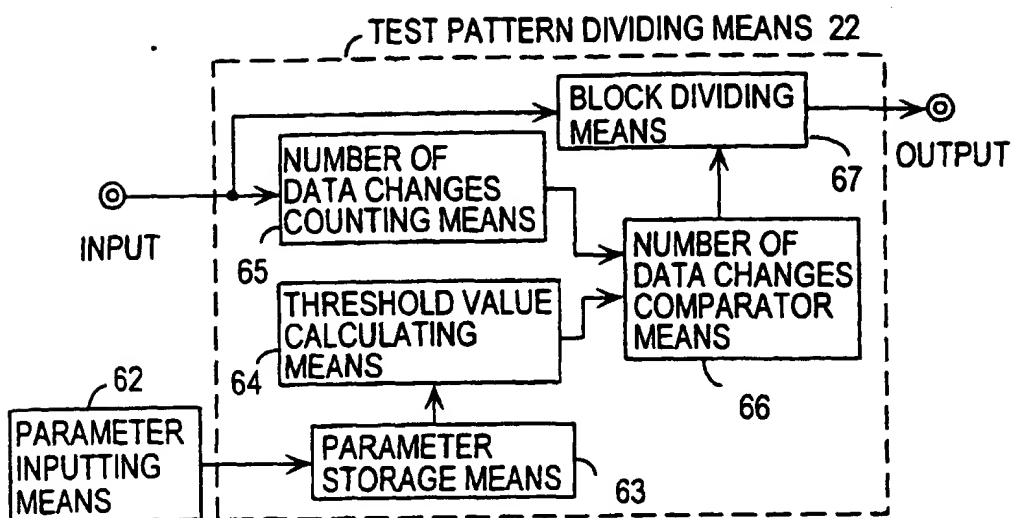 TEST PATTERN DIVIDING MEANS 22
BLOCK DIVIDING
MEANS
67
OUTPUT
INPUT
NUMBER OF
DATA CHANGES
COUNTING MEANS
65
NUMBER OF
DATA CHANGES
COMPARATOR
MEANS
66
THRESHOLD VALUE
CALCULATING
MEANS
64
62
PARAMETER
INPUTTING
MEANS
PARAMETER
STORAGE MEANS
63